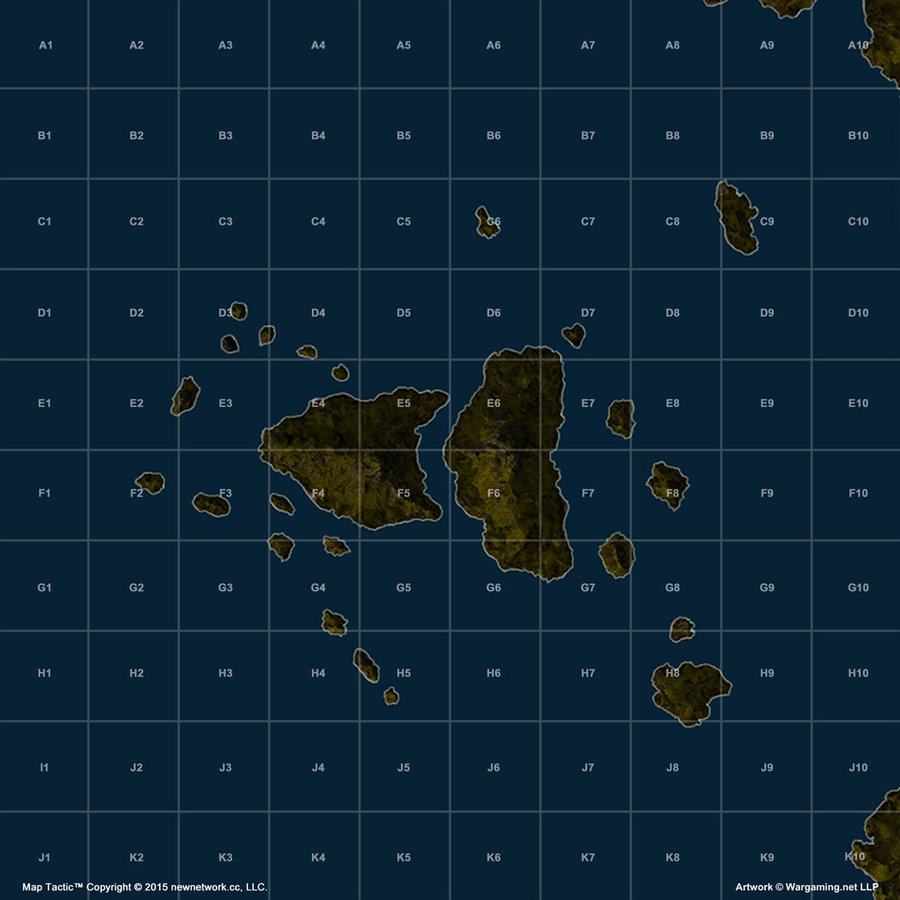 A1 A2 A3 A4 A5 A6 A7 A8 A9 A10
B1 B2 B3 B4 B5 B6 B7 B8 B9 B10
C1 C2 C3 C4 C5 C6 C7 C8 C9 C10
D1 D2 D3 D4 D5 D6 D7 D8 D9 D10
E1 E2 E3 E4 E5 E6 E7 E8 E9 E10
F1 F2 F3 F4 F5 F6 F7 F8 F9 F10
G1 G2 G3 G4 G5 G6 G7 G8 G9 G10
H1 H2 H3 H4 H5 H6 H7 H8 H9 H10
I1 J2 J3 J4 J5 J6 J7 J8 J9 J10
J1 K2 K3 K4 K5 K6 K7 K8 K9 K10
Map Tactic™ Copyright © 2015 newnetwork.cc, LLC. Artwork © Wargaming.net LLP